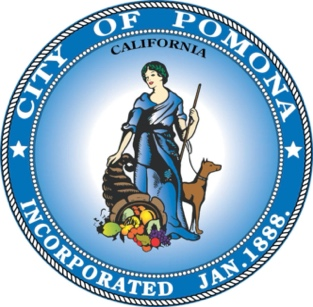 CITY OF POMONA
CALIFORNIA
INCORPORATED JAN. 1888.